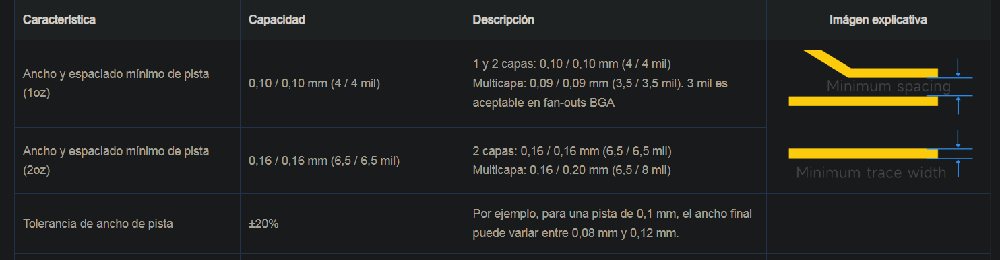 Característica
Capacidad
Descripción
Imágen explicativa
Ancho y espaciado mínimo de pista
(1oz)
0,10 / 0,10 mm (4 / 4 mil)
1 y 2 capas: 0,10 / 0,10 mm (4 / 4 mil)
Multicapa: 0,09 / 0,09 mm (3,5 / 3,5 mil). 3 mil es
aceptable en fan-outs BGA
Minimum spacing
Ancho y espaciado mínimo de pista
(2oz)
0,16 / 0,16 mm (6,5 / 6,5 mil)
2 capas: 0,16 / 0,16 mm (6,5 / 6,5 mil)
Multicapa: 0,16 / 0,20 mm (6,5 / 8 mil)
Minimum trace width
Tolerancia de ancho de pista
±20%
Por ejemplo, para una pista de 0,1 mm, el ancho final
puede variar entre 0,08 mm y 0,12 mm.